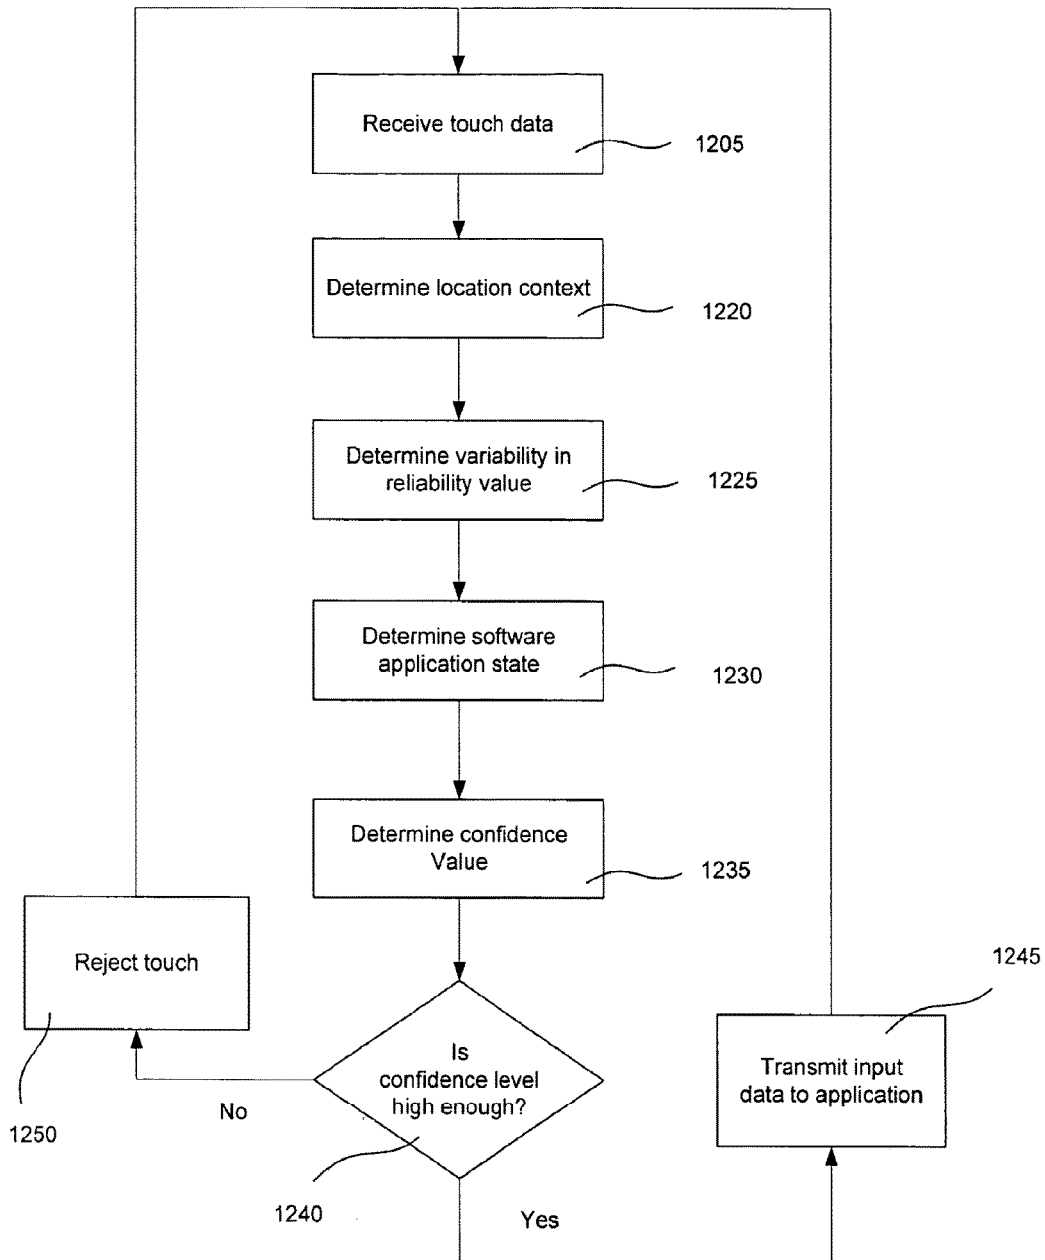 Receive touch data
1205
Determine location context
1220
Determine variability in
reliability value
1225
Determine software
application state
1230
Determine confidence
Value
1235
Reject touch
1250
Is
confidence level
high enough?
1240
No
Yes
1245
Transmit input
data to application